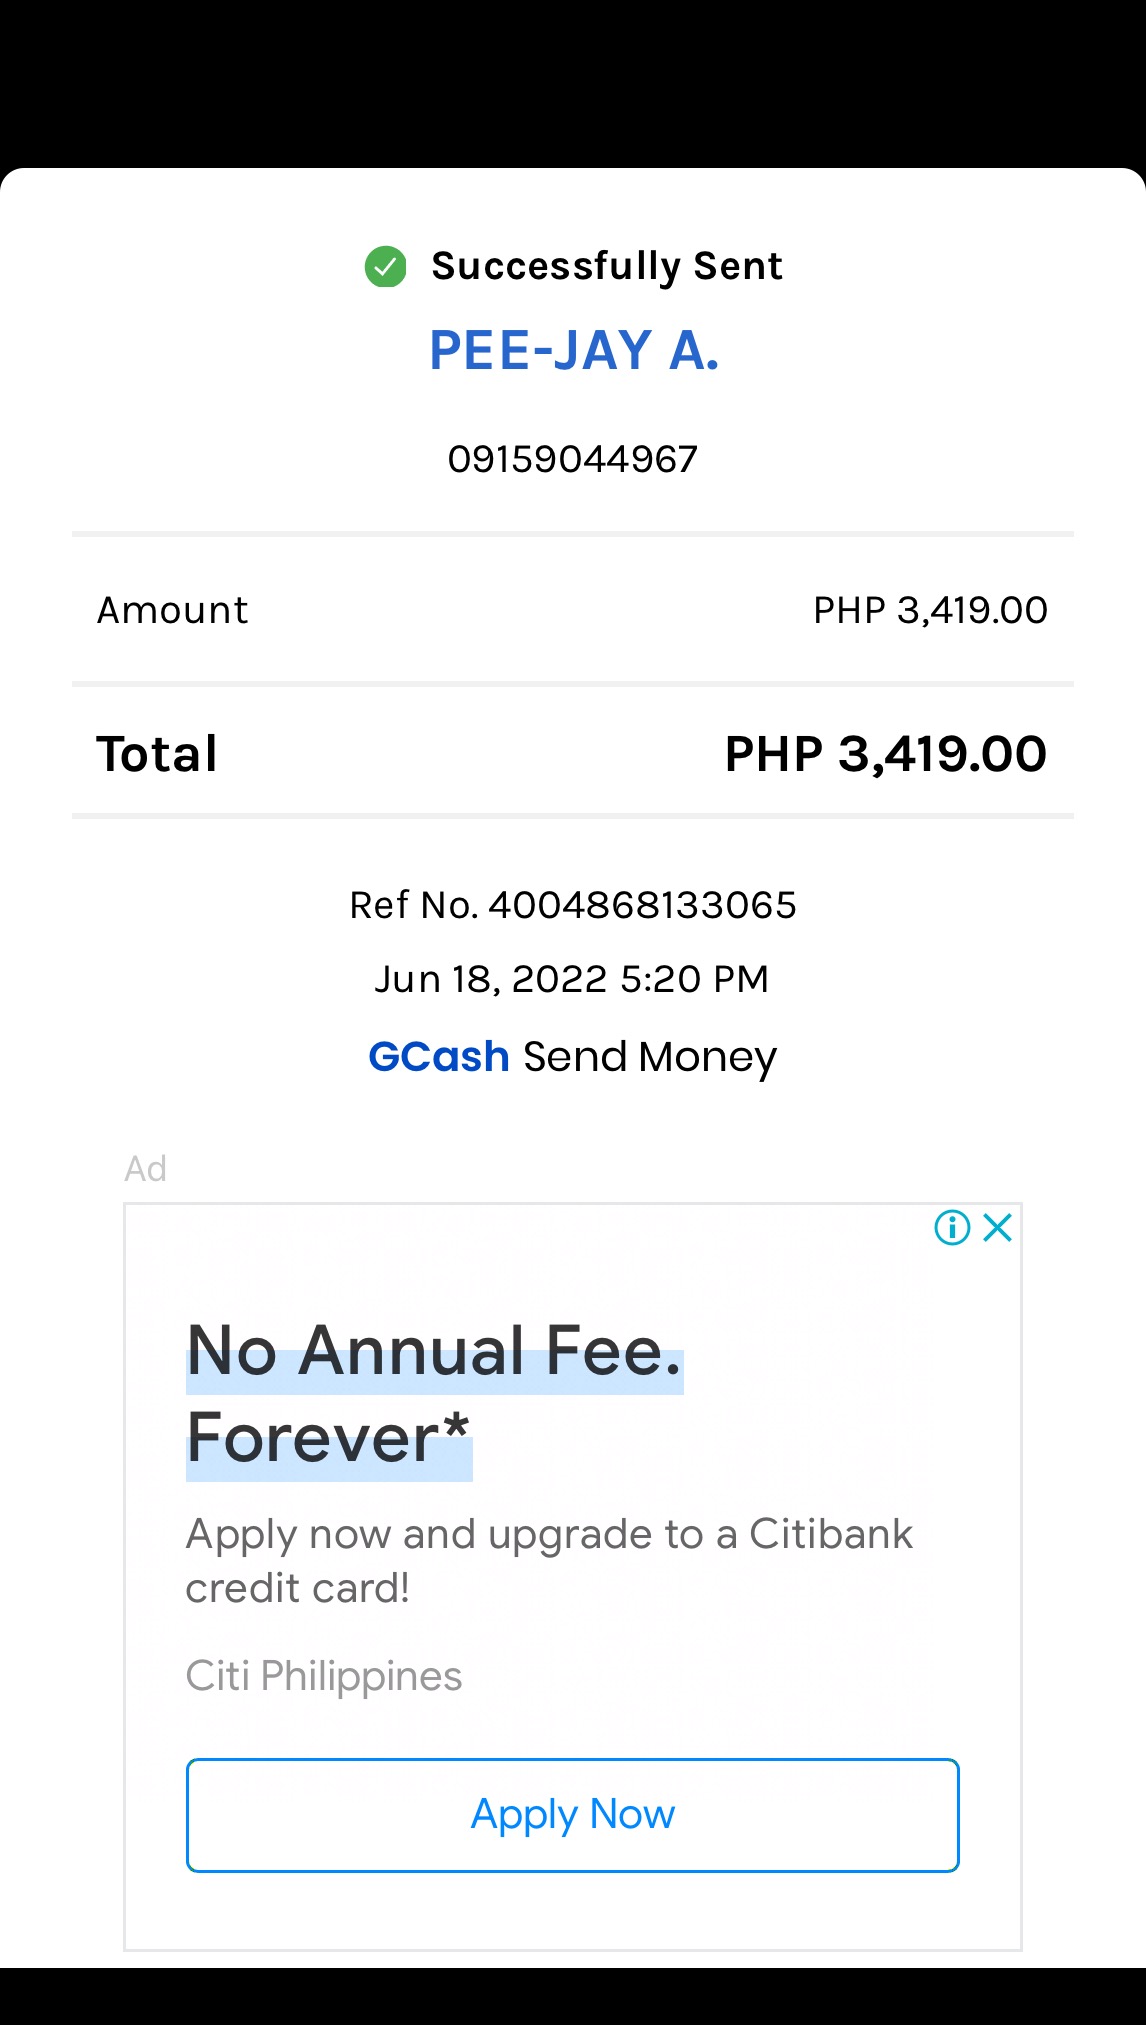 Successfully Sent
PEE-JAY A.
09159044967
Amount PHP 3,419.00
Total PHP 3,419.00
Ref No. 4004868133065
Jun 18, 2022 5:20 PM
GCash Send Money
Ad
No Annual Fee.
Forever*
Apply now and upgrade to a Citibank
credit card!
Citi Philippines
Apply Now